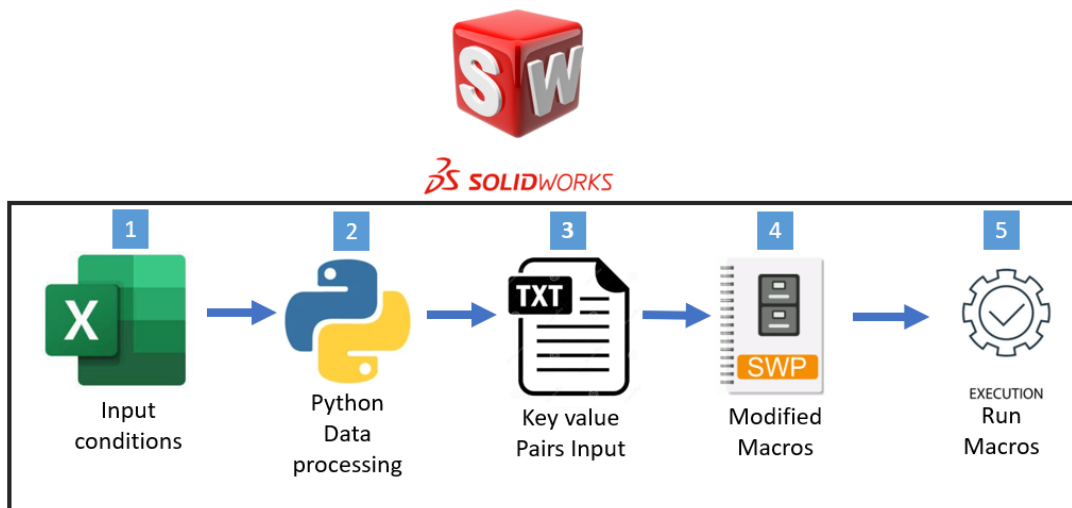 S W
SOLIDWORKS
1 2 3 4 5
X
TXT
SWP
EXECUTION
Input
conditions
Python
Data
processing
Key value
Pairs Input
Modified
Macros
Run
Macros